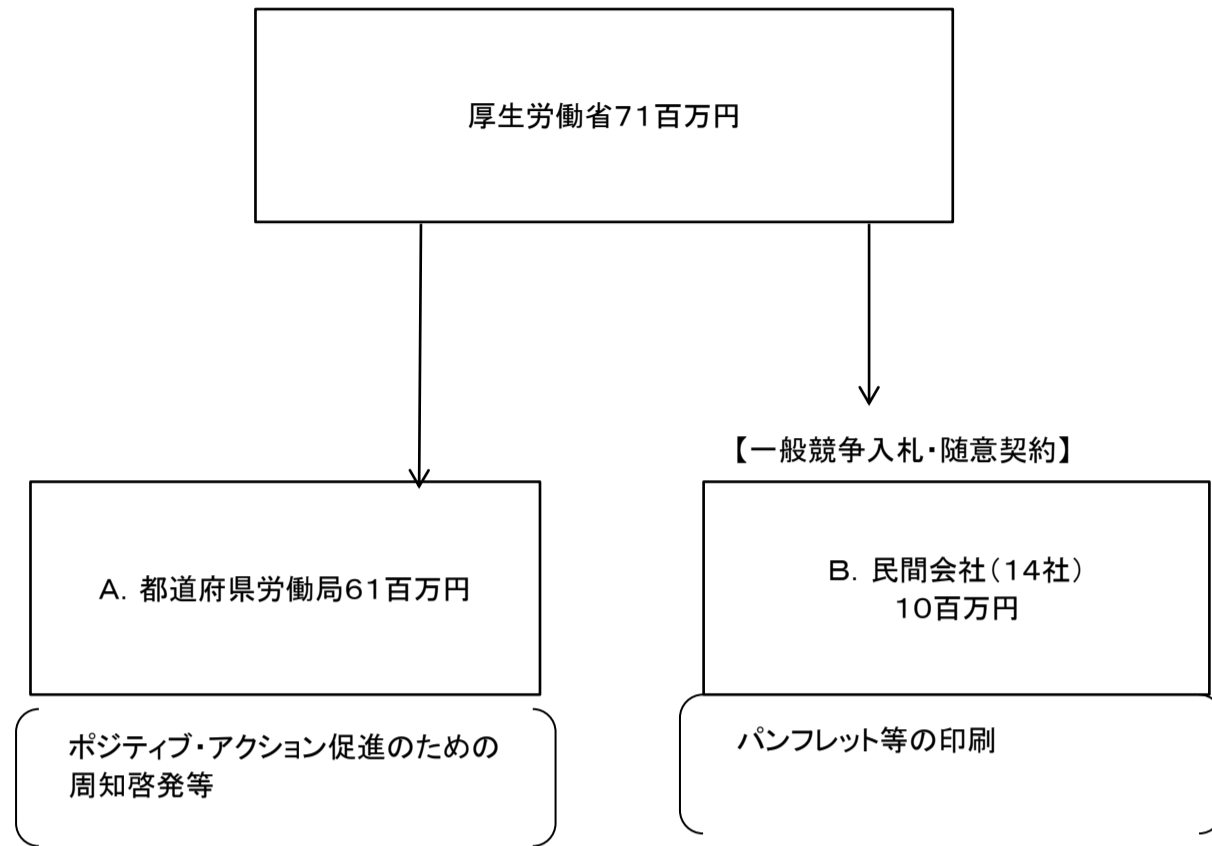 厚生労働省71百万円
【一般競争入札・随意契約】
A. 都道府県労働局61百万円
B. 民間会社(14社)
10百万円
ポジティブ・アクション促進のための
周知啓発等
パンフレット等の印刷